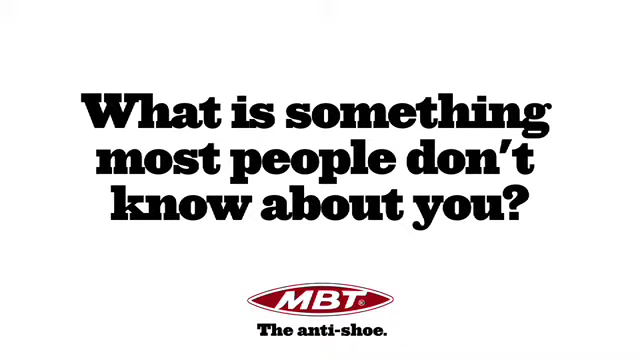 What is something
most people don't
know about you?
MBT®
The anti-shoe.